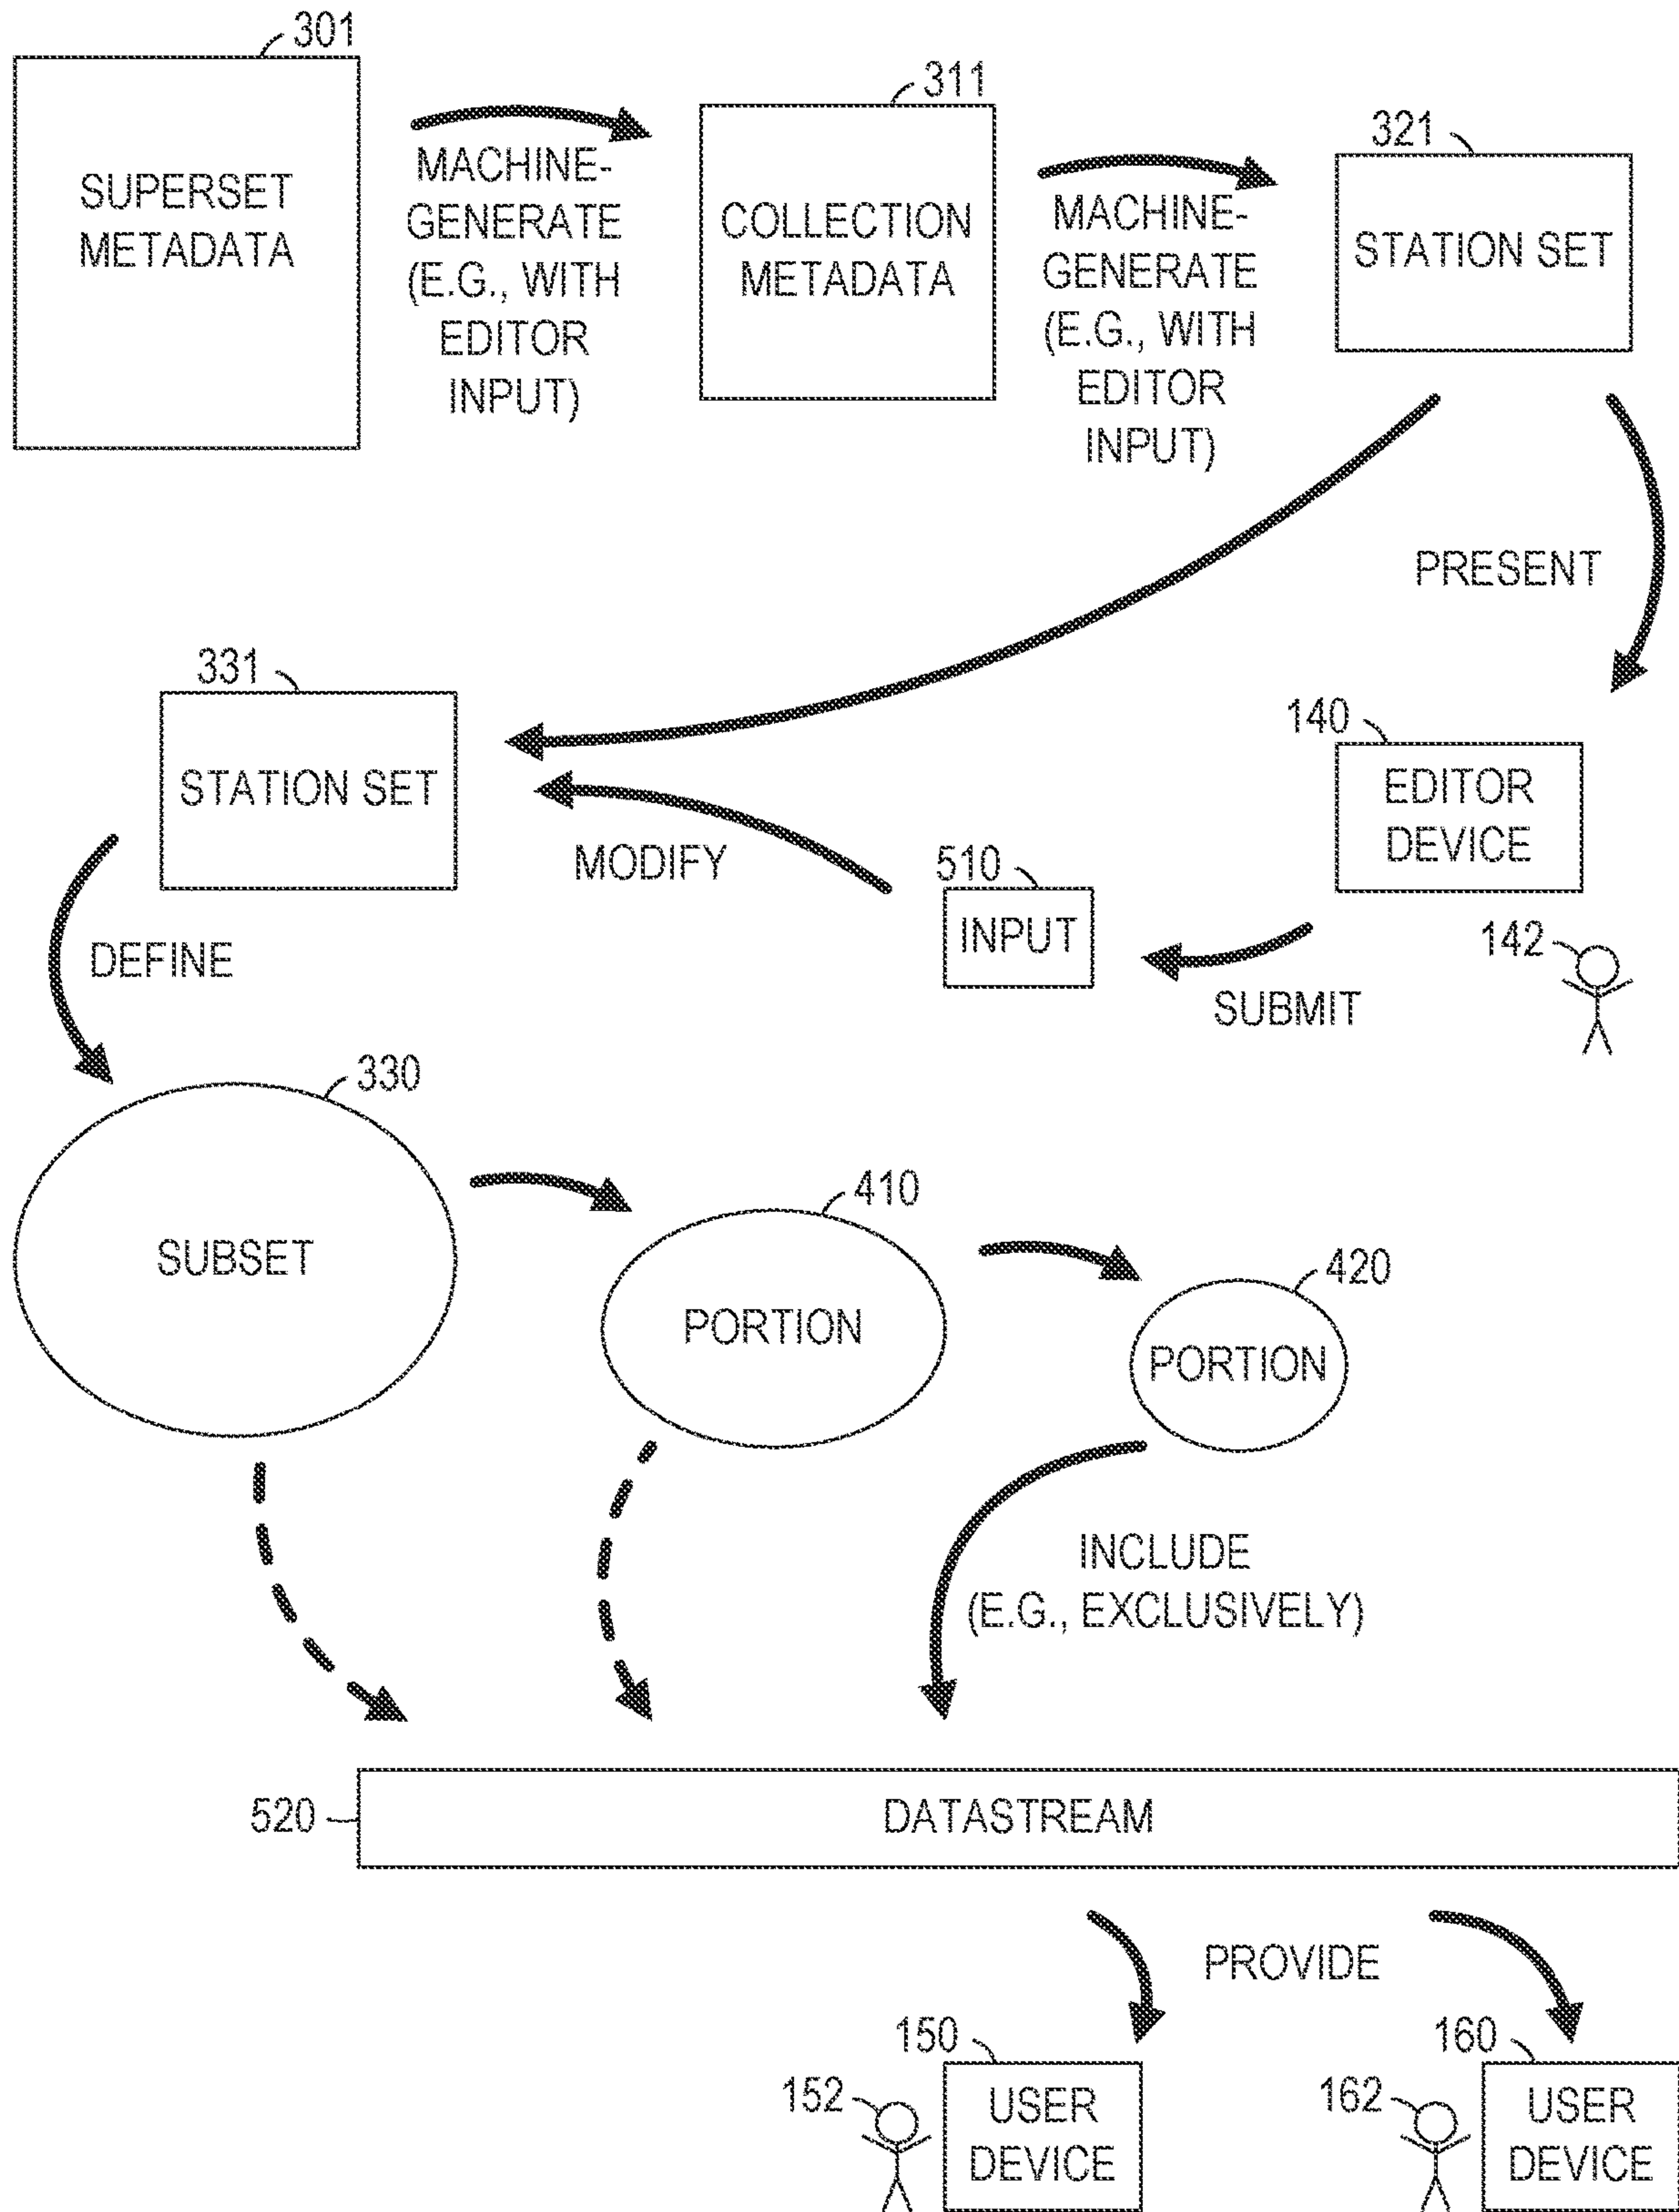 301
SUPERSET
METADATA
MACHINE-
GENERATE
(E.G., WITH
EDITOR
INPUT)
311
COLLECTION
METADATA
MACHINE-
GENERATE
(E.G., WITH
EDITOR
INPUT)
321
STATION SET
PRESENT
331
STATION SET
MODIFY
510
INPUT
140
EDITOR
DEVICE
142
SUBMIT
DEFINE
330
SUBSET
410
PORTION
420
PORTION
INCLUDE
(E.G., EXCLUSIVELY)
520
DATASTREAM
PROVIDE
152
150
USER
DEVICE
162
160
USER
DEVICE